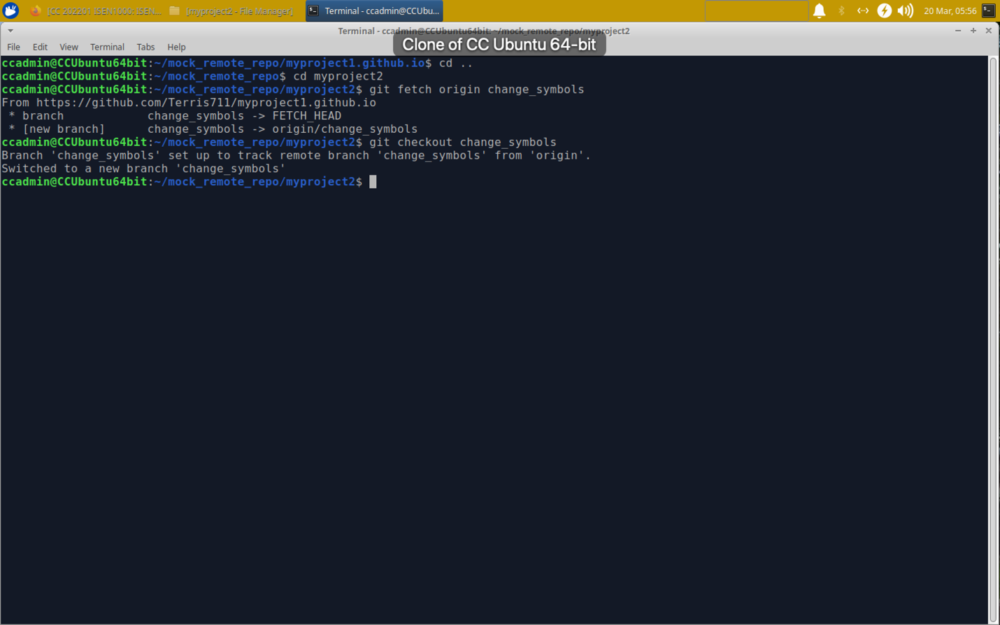 [CC 202201 ISEN1000: ISEN... [myproject2 - File Manager] Terminal - ccadmin@CCUbu... 20 Mar, 05:56
Terminal - ccadmin@CCUbuntu64bit: ~/mock_remote_repo/myproject2
Clone of CC Ubuntu 64-bit
File Edit View Terminal Tabs Help
ccadmin@CCUbuntu64bit:~/mock_remote_repo/myproject1.github.io$ cd ..
ccadmin@CCUbuntu64bit:~/mock_remote_repo$ cd myproject2
ccadmin@CCUbuntu64bit:~/mock_remote_repo/myproject2$ git fetch origin change_symbols
From https://github.com/Terris711/myproject1.github.io
 * branch            change_symbols -> FETCH_HEAD
 * [new branch]      change_symbols -> origin/change_symbols
ccadmin@CCUbuntu64bit:~/mock_remote_repo/myproject2$ git checkout change_symbols
Branch 'change_symbols' set up to track remote branch 'change_symbols' from 'origin'.
Switched to a new branch 'change_symbols'
ccadmin@CCUbuntu64bit:~/mock_remote_repo/myproject2$